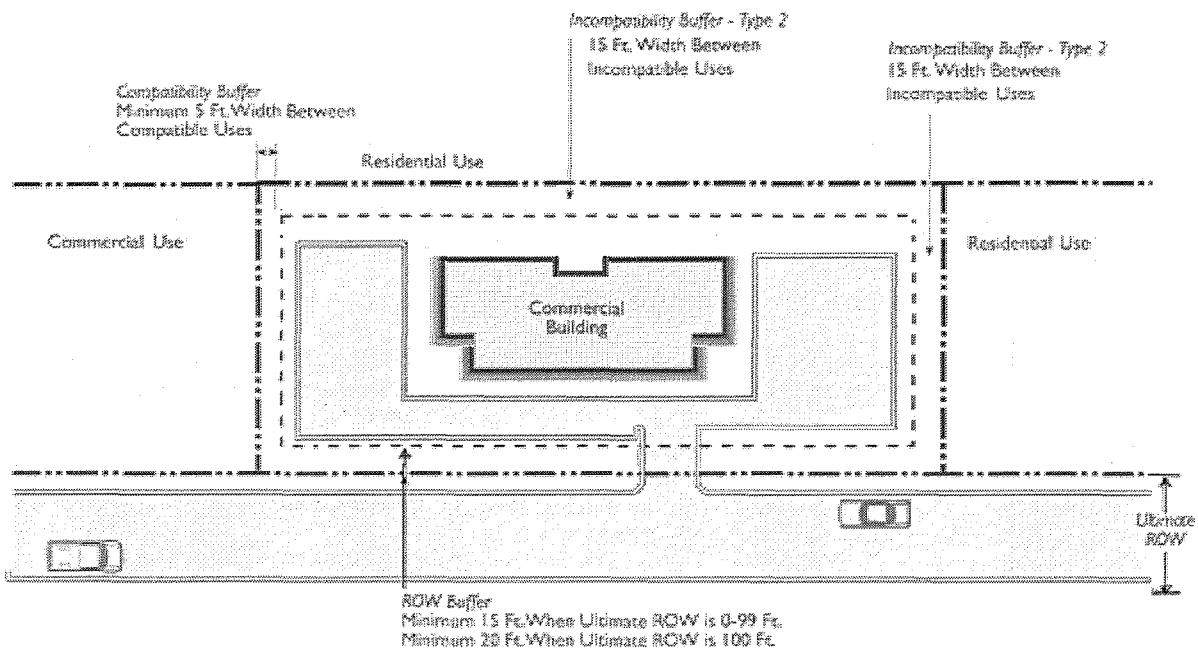 Incompatibility Buffer - Type 2
15 Ft. Width Between
Incompatible Uses
Incompatibility Buffer - Type 2
15 Ft. Width Between
Incompatible Uses
Compatibility Buffer
Minimum 5 Ft. Width Between
Compatible Uses
Residential Use
Commercial Use
Residential Use
Commercial
Building
Ultimate
ROW
ROW Buffer
Minimum 15 Ft. When Ultimate ROW is 0-99 Ft.
Minimum 20 Ft. When Ultimate ROW is 100 Ft.